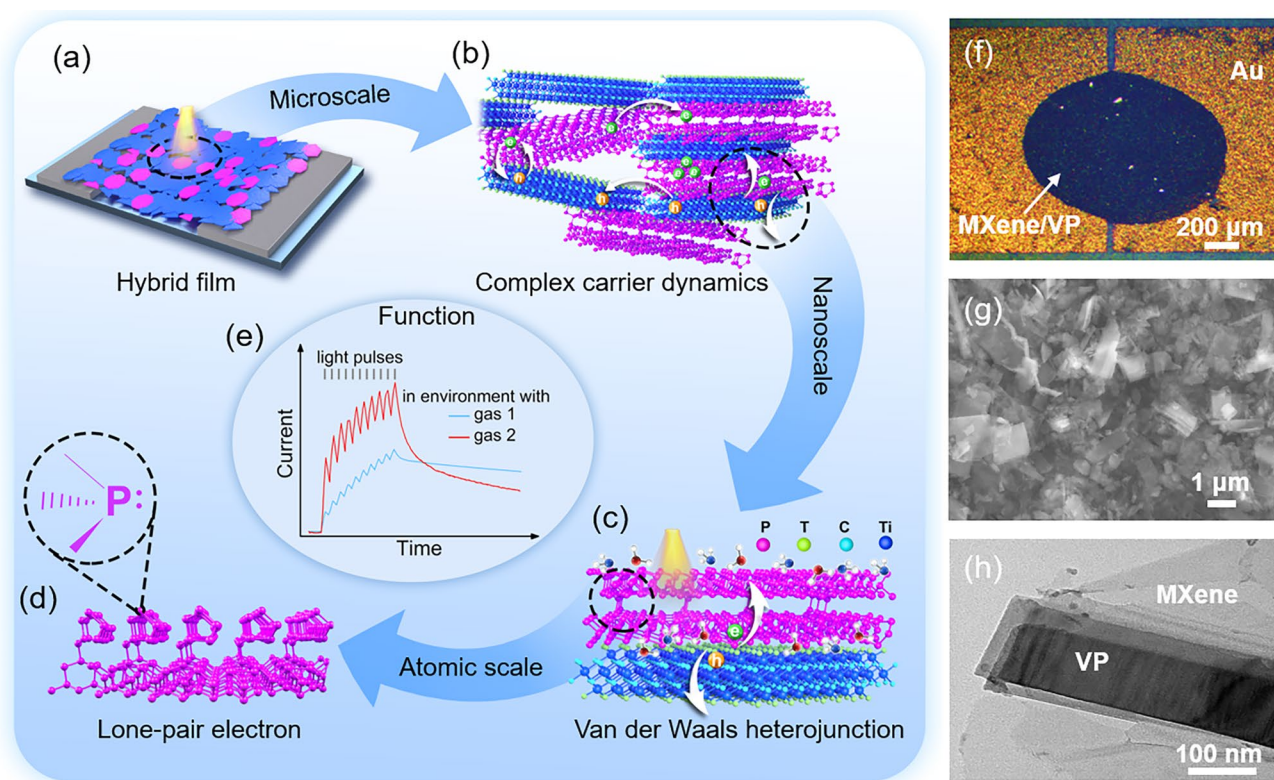 (a)
Hybrid film
Microscale
(b)
e
e
e
e
e
e
e
h
h
h
h
Complex carrier dynamics
Nanoscale
(e)
Function
light pulses
in environment with
gas 1
gas 2
Current
Time
(c)
P T C Ti
e
h
Van der Waals heterojunction
Atomic scale
(d)
P:
Lone-pair electron
(f)
Au
MXene/VP
200 µm
(g)
1 µm
(h)
MXene
VP
100 nm